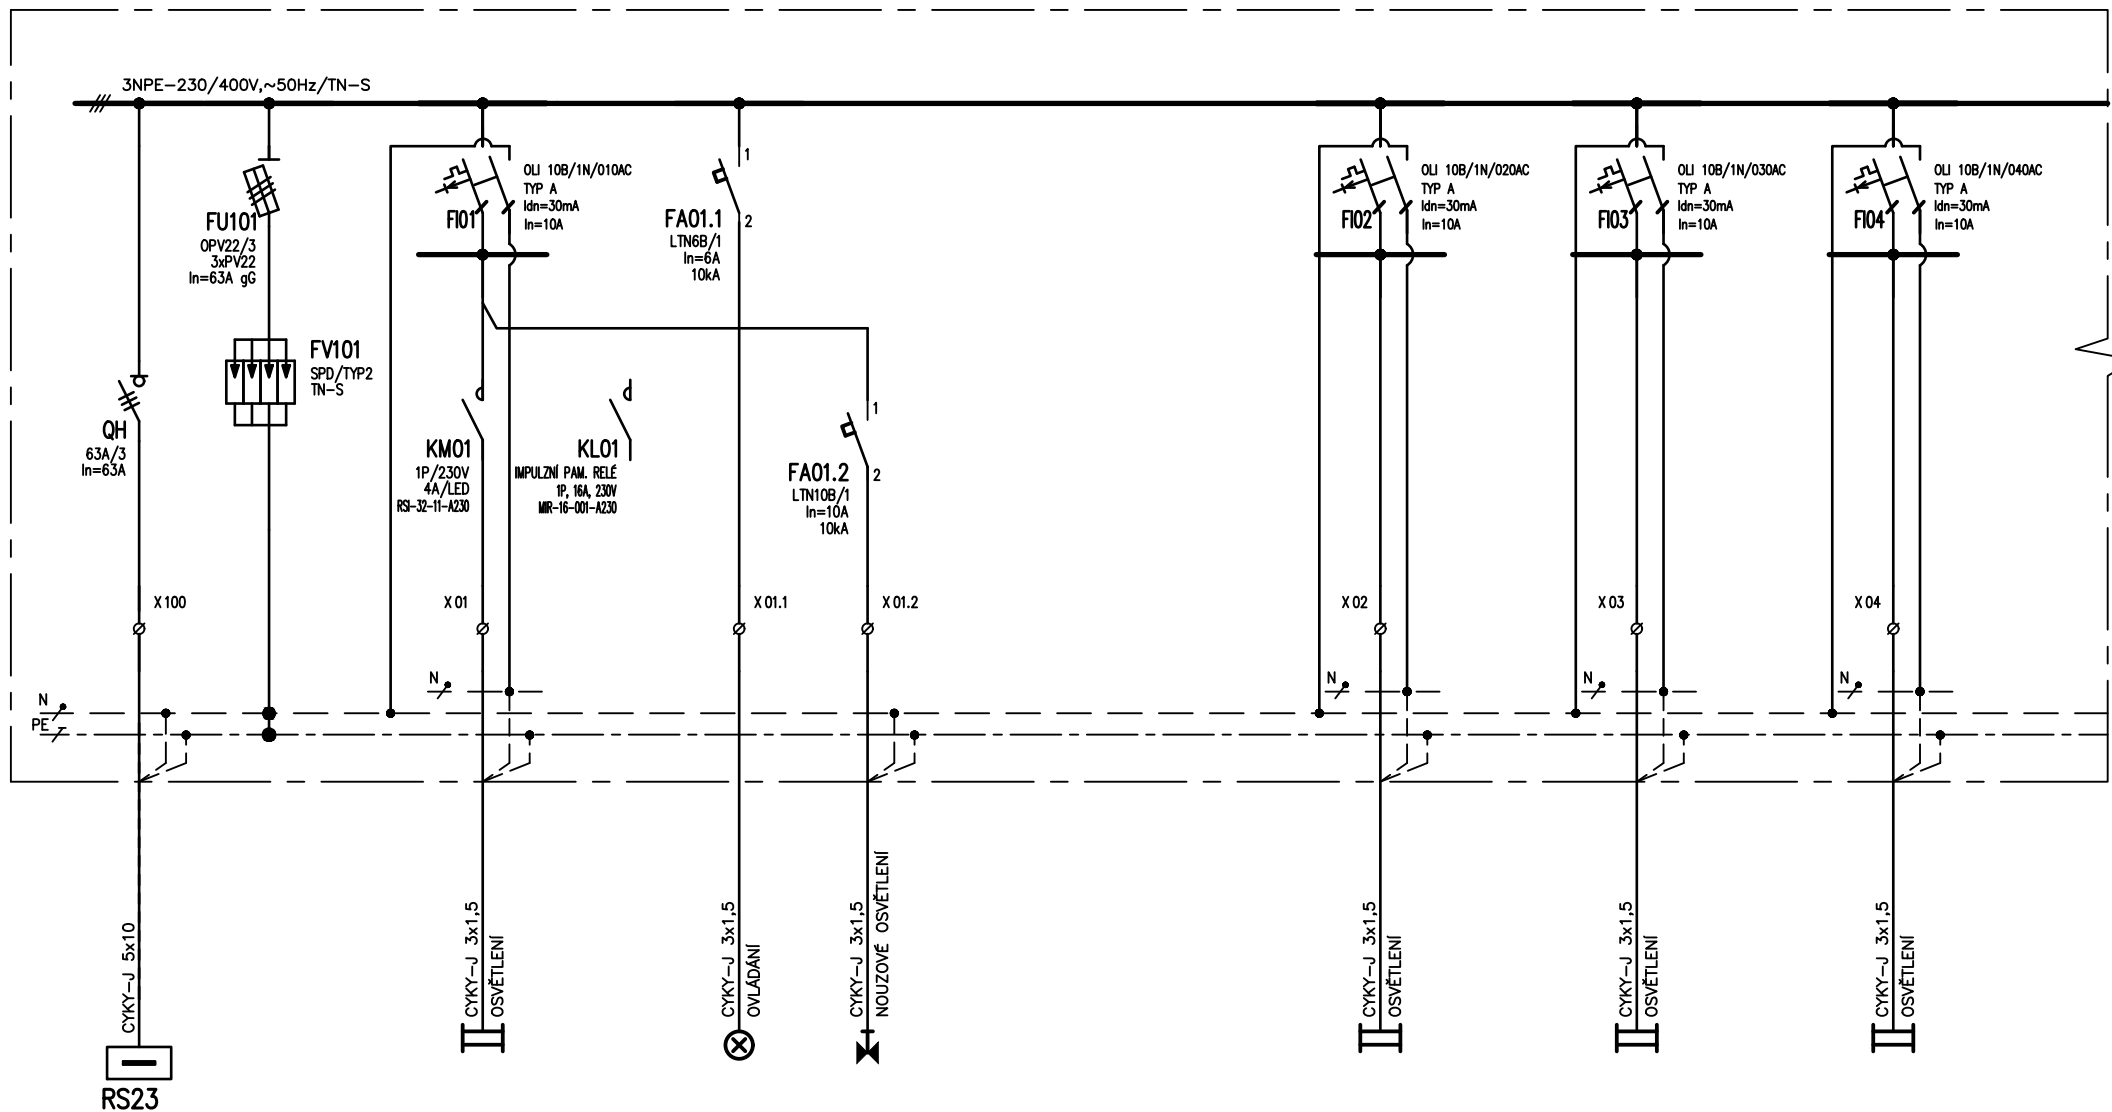 3NPE-230/400V,~50Hz/TN-S
FU101
OPV22/3
3xPV22
In=63A gG
FV101
SPD/TYP2
TN-S
QH
63A/3
In=63A
X100
OLI 10B/1N/010AC
TYP A
Idn=30mA
In=10A
FI01
KM01
1P/230V
4A/LED
RSI-32-11-A230
KL01
IMPULZNÍ PAM. RELÉ
1P, 16A, 230V
MIR-16-001-A230
X01
1
FA01.1
2
LTN6B/1
In=6A
10kA
X01.1
1
FA01.2
2
LTN10B/1
In=10A
10kA
X01.2
OLI 10B/1N/020AC
TYP A
Idn=30mA
In=10A
FI02
X02
OLI 10B/1N/030AC
TYP A
Idn=30mA
In=10A
FI03
X03
OLI 10B/1N/040AC
TYP A
Idn=30mA
In=10A
FI04
X04
N
N
N
N
N
PE
CYKY-J 5x10
RS23
CYKY-J 3x1,5
OSVĚTLENÍ
CYKY-J 3x1,5
OVLÁDÁNÍ
CYKY-J 3x1,5
NOUZOVÉ OSVĚTLENÍ
CYKY-J 3x1,5
OSVĚTLENÍ
CYKY-J 3x1,5
OSVĚTLENÍ
CYKY-J 3x1,5
OSVĚTLENÍ